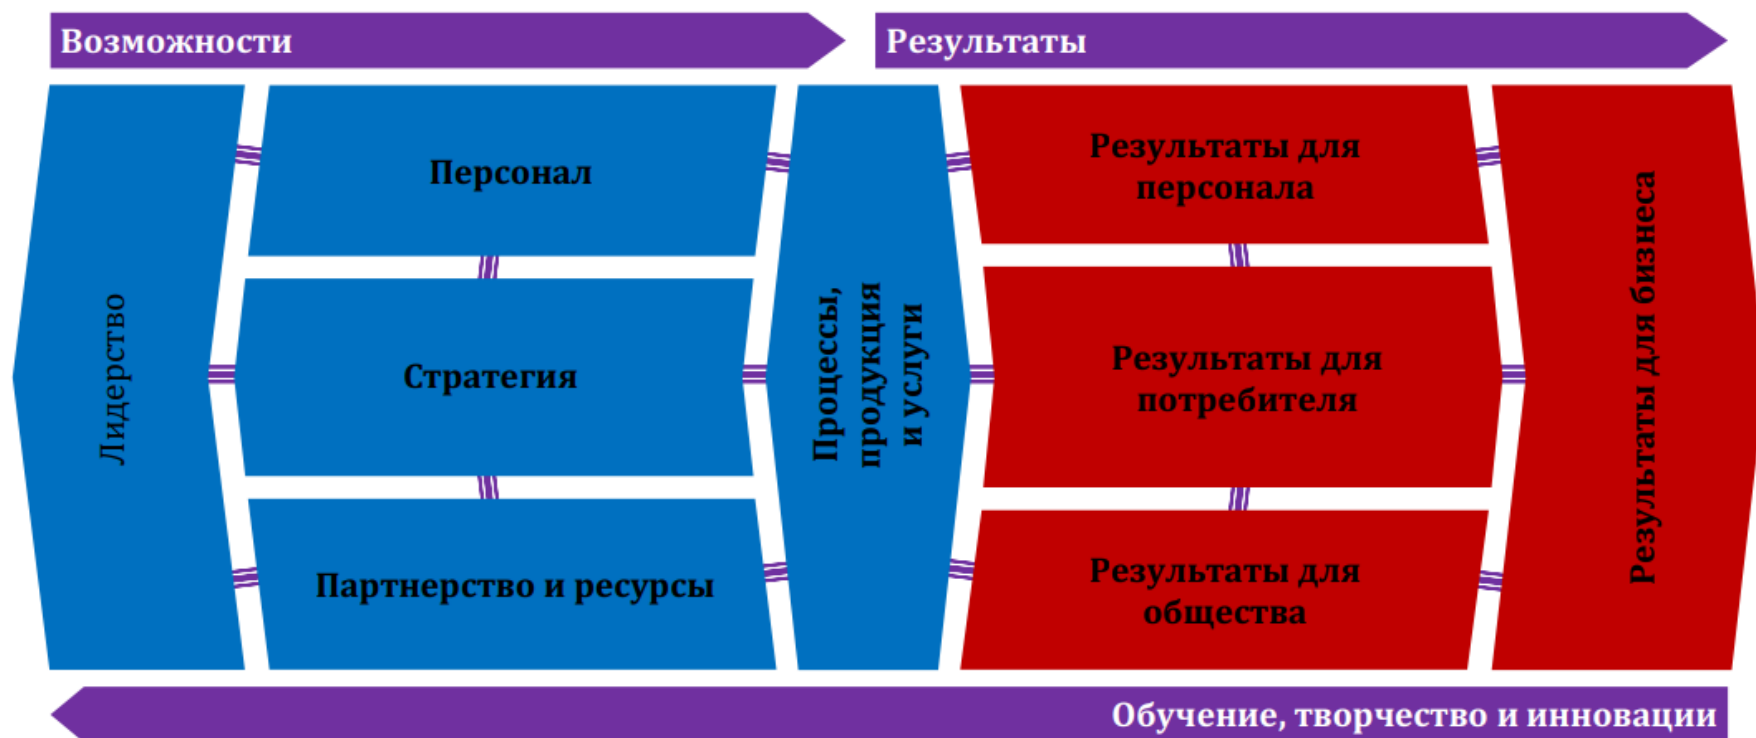 Возможности
Результаты
Лидерство
Персонал
Стратегия
Партнерство и ресурсы
Процессы,
продукция
и услуги
Результаты для
персонала
Результаты для
потребителя
Результаты для
общества
Результаты для бизнеса
Обучение, творчество и инновации